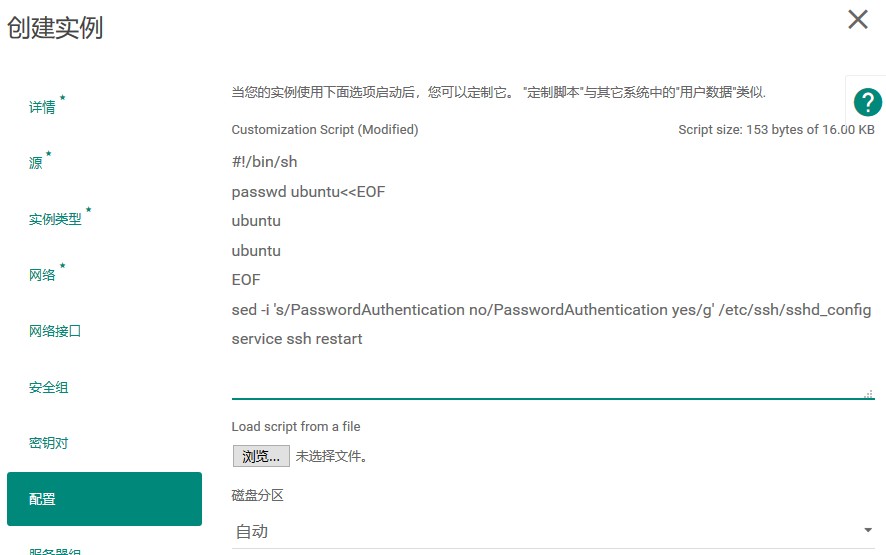 创建实例
详情 *
源 *
实例类型 *
网络 *
网络接口
安全组
密钥对
配置
服务器组
当您的实例使用下面选项启动后，您可以定制它。 "定制脚本"与其它系统中的"用户数据"类似.
Customization Script (Modified)
Script size: 153 bytes of 16.00 KB
#!/bin/sh
passwd ubuntu<<EOF
ubuntu
ubuntu
EOF
sed -i 's/PasswordAuthentication no/PasswordAuthentication yes/g' /etc/ssh/sshd_config
service ssh restart
Load script from a file
浏览... 未选择文件。
磁盘分区
自动